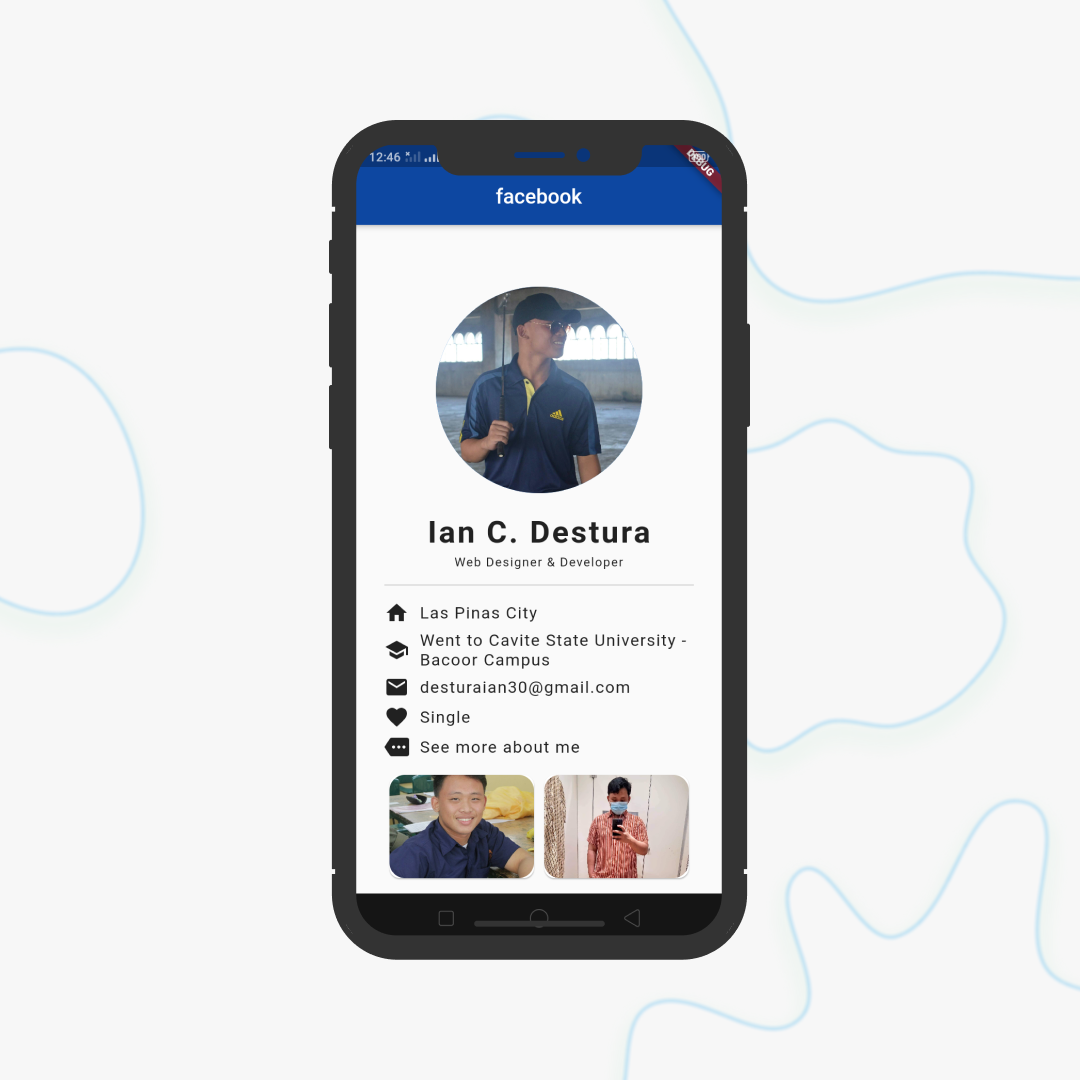 12:46
DEBUG
facebook
adidas
Ian C. Destura
Web Designer & Developer
Las Pinas City
Went to Cavite State University -
Bacoor Campus
desturaian30@gmail.com
Single
See more about me